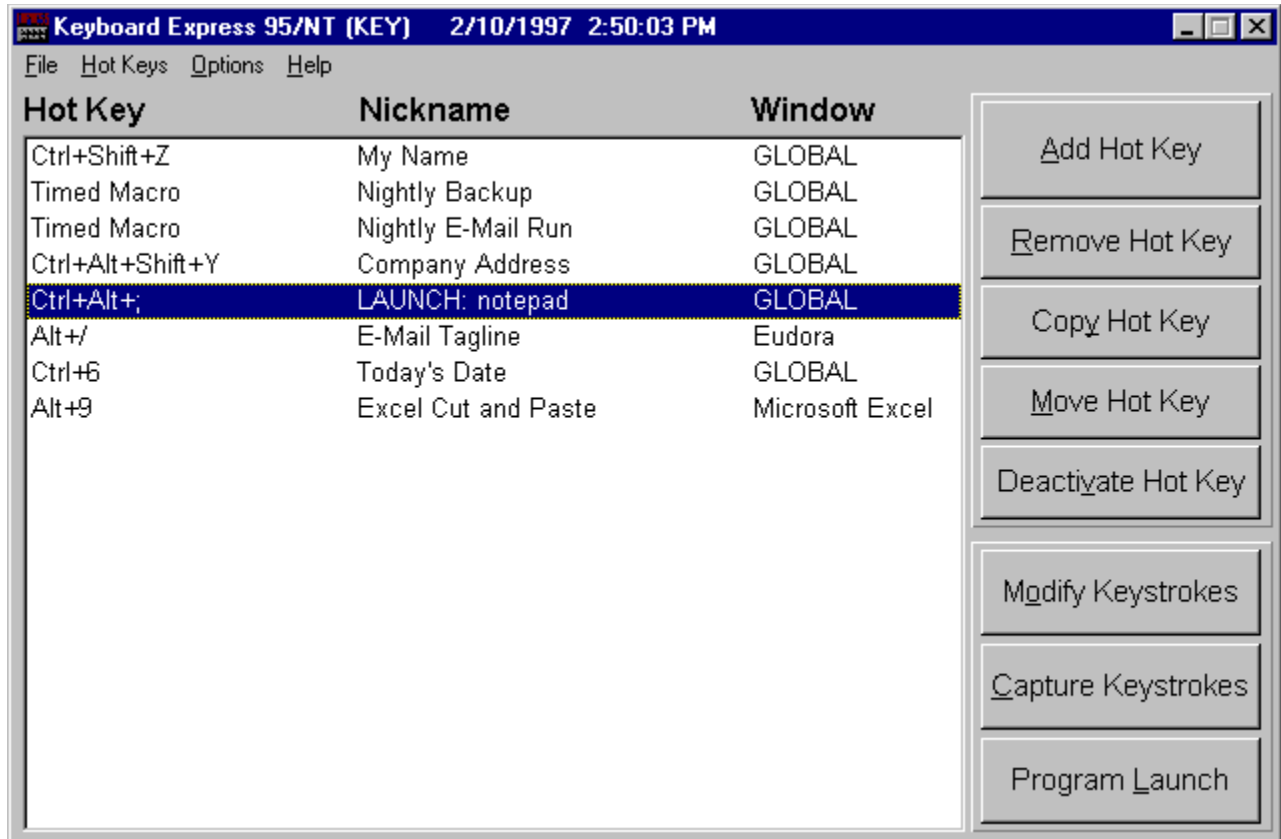 Keyboard Express 95/NT (KEY) 2/10/1997 2:50:03 PM
File Hot Keys Options Help
Hot Key Nickname Window
Ctrl+Shift+Z My Name GLOBAL
Timed Macro Nightly Backup GLOBAL
Timed Macro Nightly E-Mail Run GLOBAL
Ctrl+Alt+Shift+Y Company Address GLOBAL
Ctrl+Alt+; LAUNCH: notepad GLOBAL
Alt+/ E-Mail Tagline Eudora
Ctrl+6 Today's Date GLOBAL
Alt+9 Excel Cut and Paste Microsoft Excel
Add Hot Key
Remove Hot Key
Copy Hot Key
Move Hot Key
Deactivate Hot Key
Modify Keystrokes
Capture Keystrokes
Program Launch